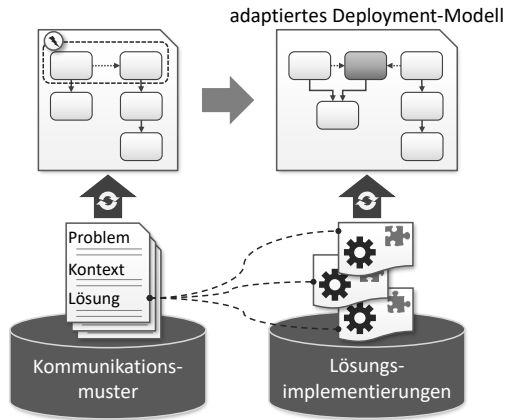 adaptiertes Deployment-Modell
Problem
Kontext
Lösung
Kommunikations-
muster
Lösungs-
implementierungen